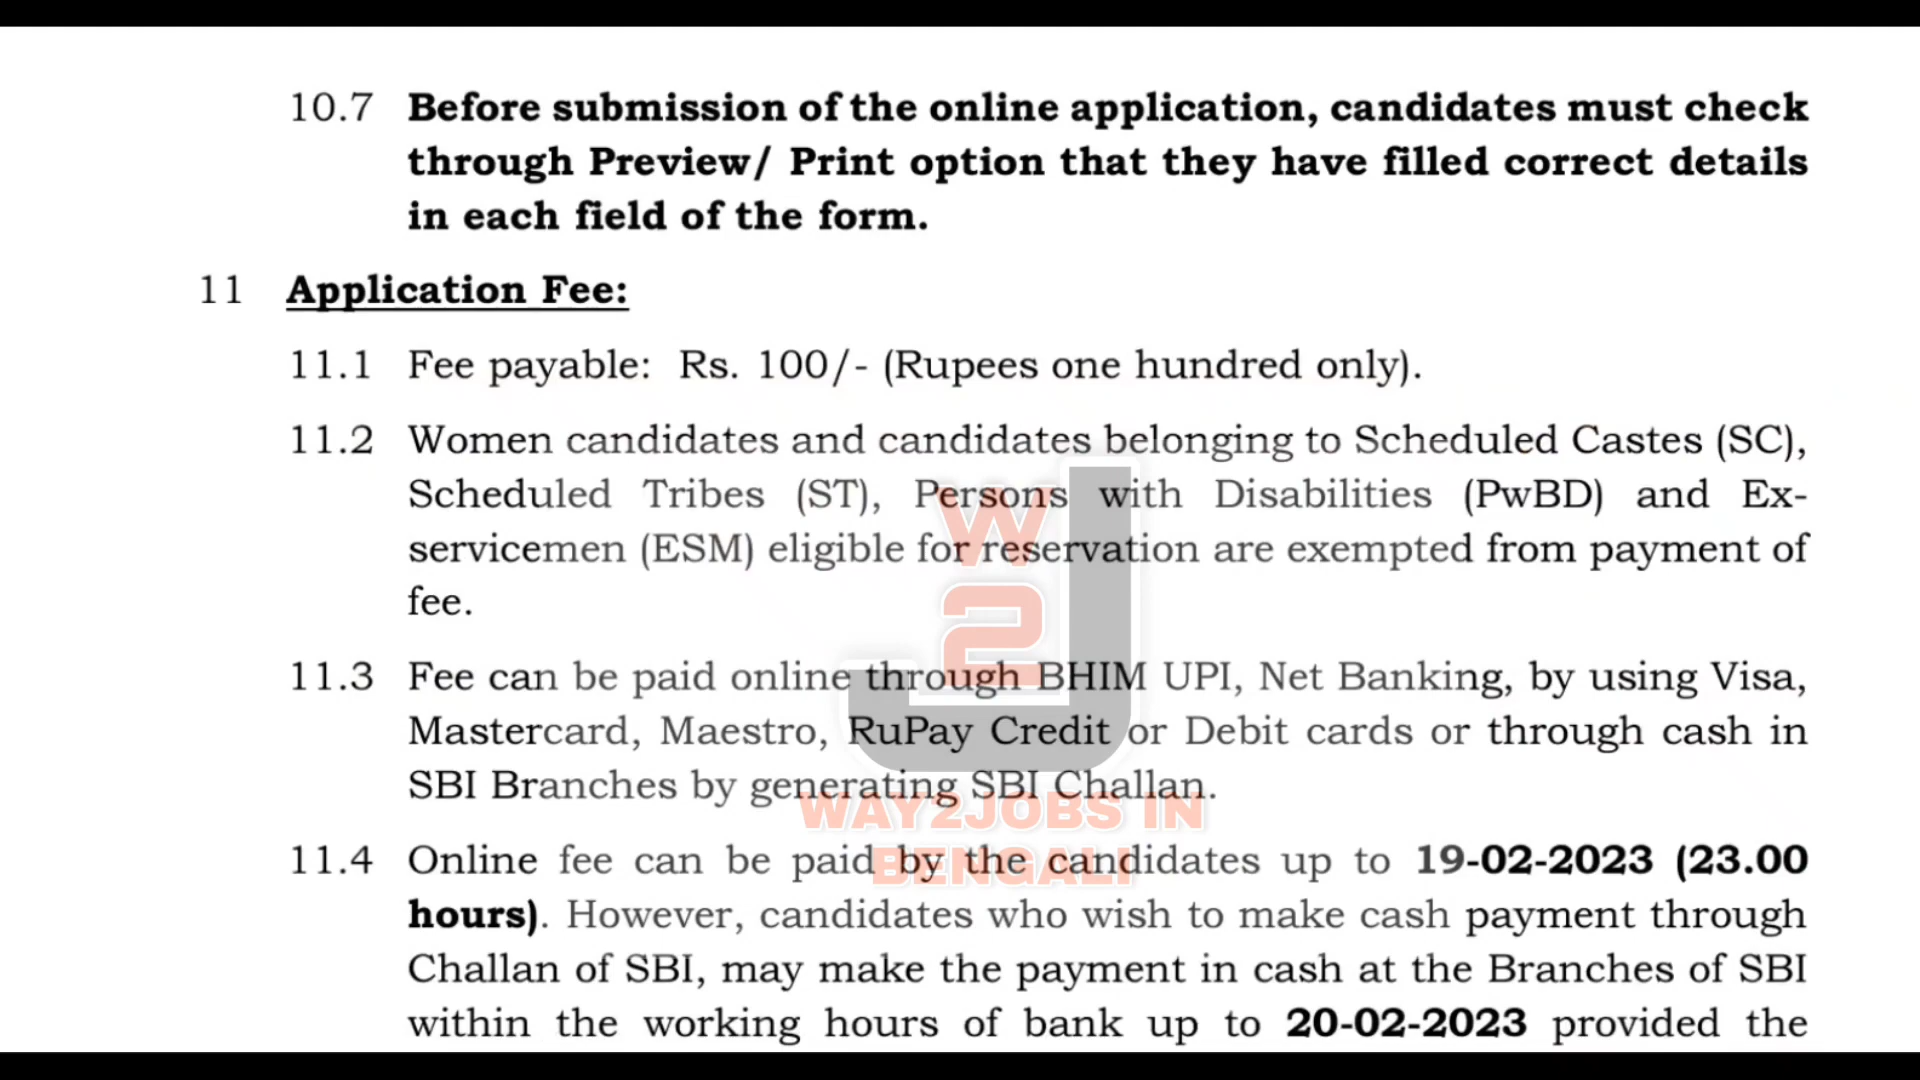 10.7 Before submission of the online application, candidates must check
through Preview/ Print option that they have filled correct details
in each field of the form.
11 Application Fee:
11.1 Fee payable: Rs. 100/- (Rupees one hundred only).
11.2 Women candidates and candidates belonging to Scheduled Castes (SC),
Scheduled Tribes (ST), Persons with Disabilities (PwBD) and Ex-
servicemen (ESM) eligible for reservation are exempted from payment of
fee.
11.3 Fee can be paid online through BHIM UPI, Net Banking, by using Visa,
Mastercard, Maestro, RuPay Credit or Debit cards or through cash in
SBI Branches by generating SBI Challan.
11.4 Online fee can be paid by the candidates up to 19-02-2023 (23.00
hours). However, candidates who wish to make cash payment through
Challan of SBI, may make the payment in cash at the Branches of SBI
within the working hours of bank up to 20-02-2023 provided the
W2J
WAY2JOBS IN
BENGALI